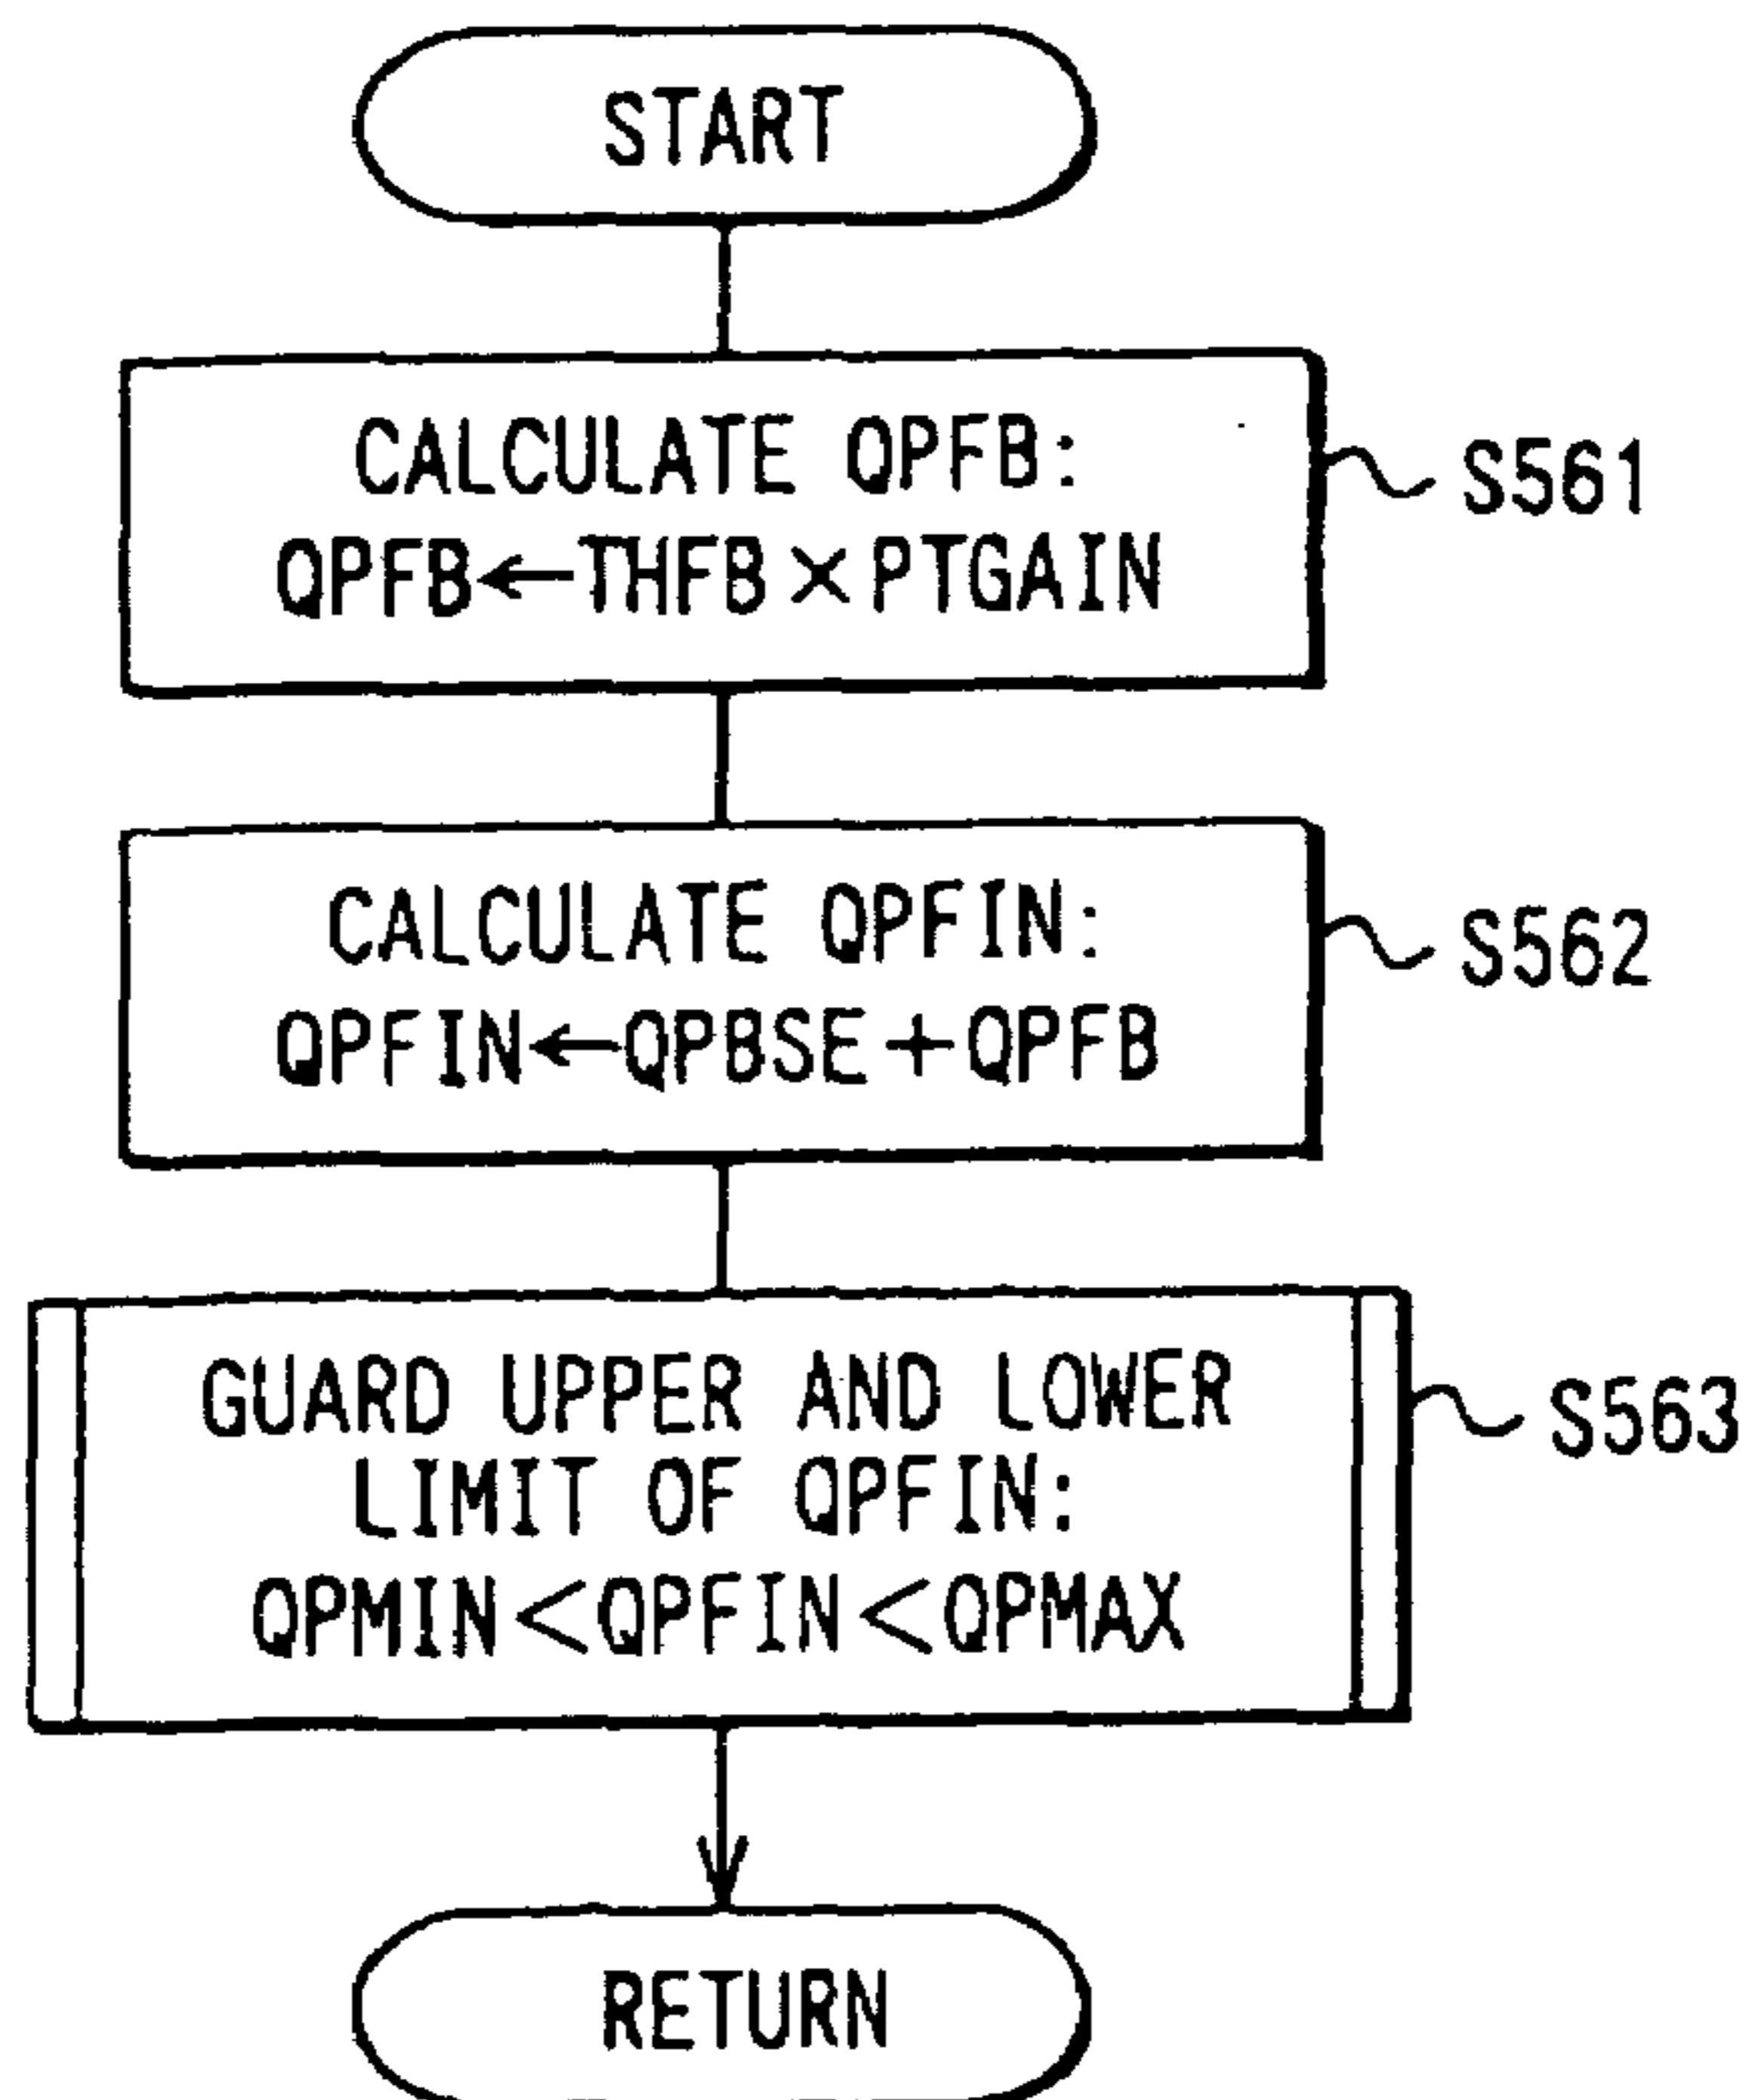 START
CALCULATE QPFB:
QPFB←THFB×PTGAIN
S561
CALCULATE QPFIN:
QPFIN←QPBSE+QPFB
S562
GUARD UPPER AND LOWER
LIMIT OF QPFIN:
QPMIN<QPFIN<QPMAX
S563
RETURN